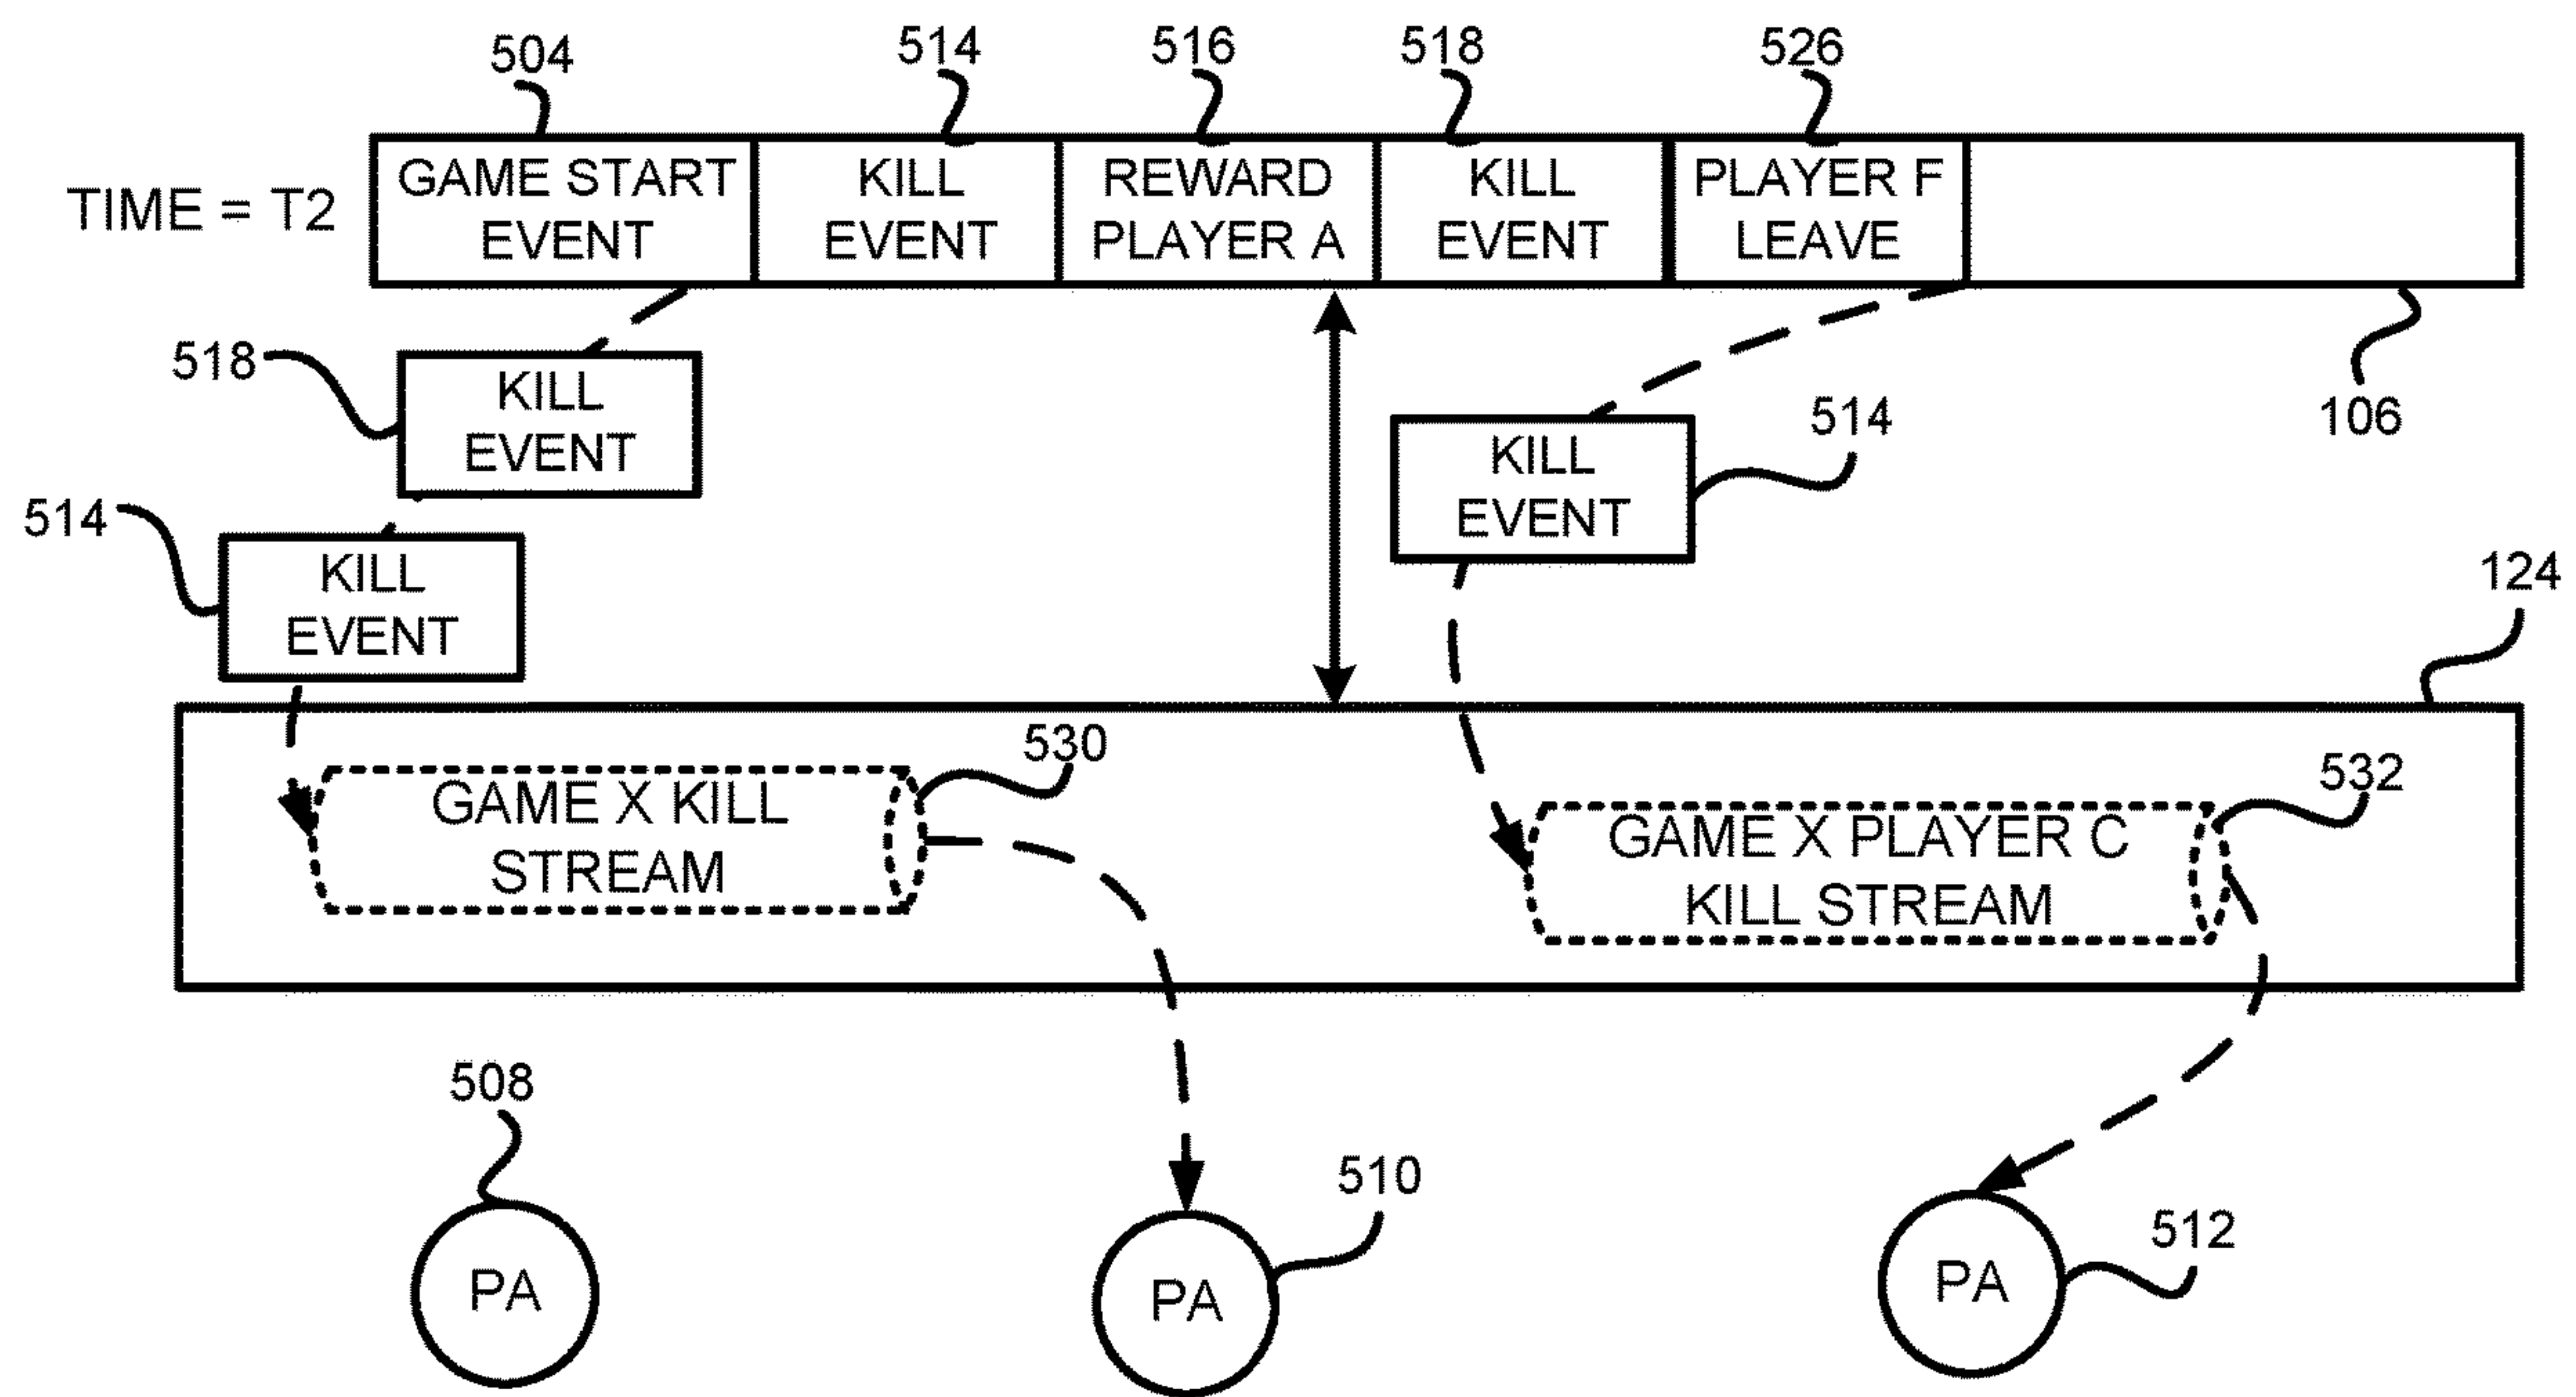 504
514
516
518
526
TIME = T2
GAME START
EVENT
KILL
EVENT
REWARD
PLAYER A
KILL
EVENT
PLAYER F
LEAVE
518
KILL
EVENT
106
514
KILL
EVENT
514
KILL
EVENT
124
530
GAME X KILL
STREAM
532
GAME X PLAYER C
KILL STREAM
508
PA
510
PA
512
PA